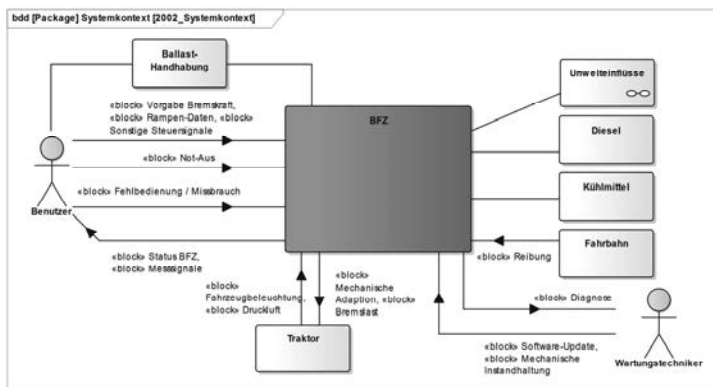 bdd [Package] Systemkontext [2002_Systemkontext]
Ballast-
Handhabung
Umwelteinflüsse
«block» Vorgabe Bremskraft,
«block» Rampen-Daten, «block»
Sonstige Steuersignale
BFZ
Diesel
«block» Not-Aus
Kühlmittel
«block» Fehlbedienung / Missbrauch
Benutzer
Fahrbahn
«block» Reibung
«block» Status BFZ,
«block» Messsignale
«block»
Fahrzeugbeleuchtung,
«block» Druckluft
«block»
Mechanische
Adaption, «block»
Bremslast
«block» Diagnose
Traktor
«block» Software-Update,
«block» Mechanische
Instandhaltung
Wartungstechniker